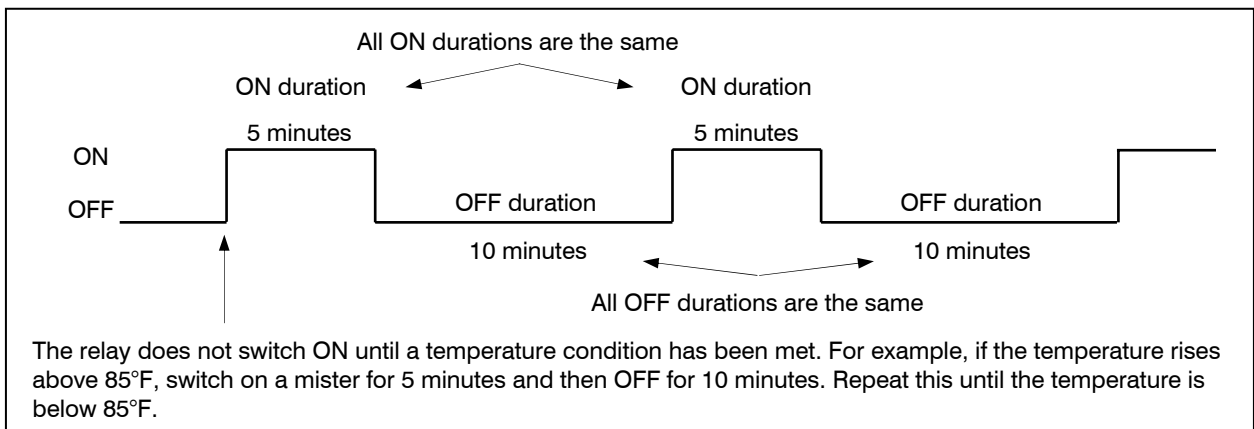 All ON durations are the same
ON duration
ON duration
5 minutes
5 minutes
ON
OFF
OFF duration
OFF duration
10 minutes
10 minutes
All OFF durations are the same
The relay does not switch ON until a temperature condition has been met. For example, if the temperature rises
above 85°F, switch on a mister for 5 minutes and then OFF for 10 minutes. Repeat this until the temperature is
below 85°F.